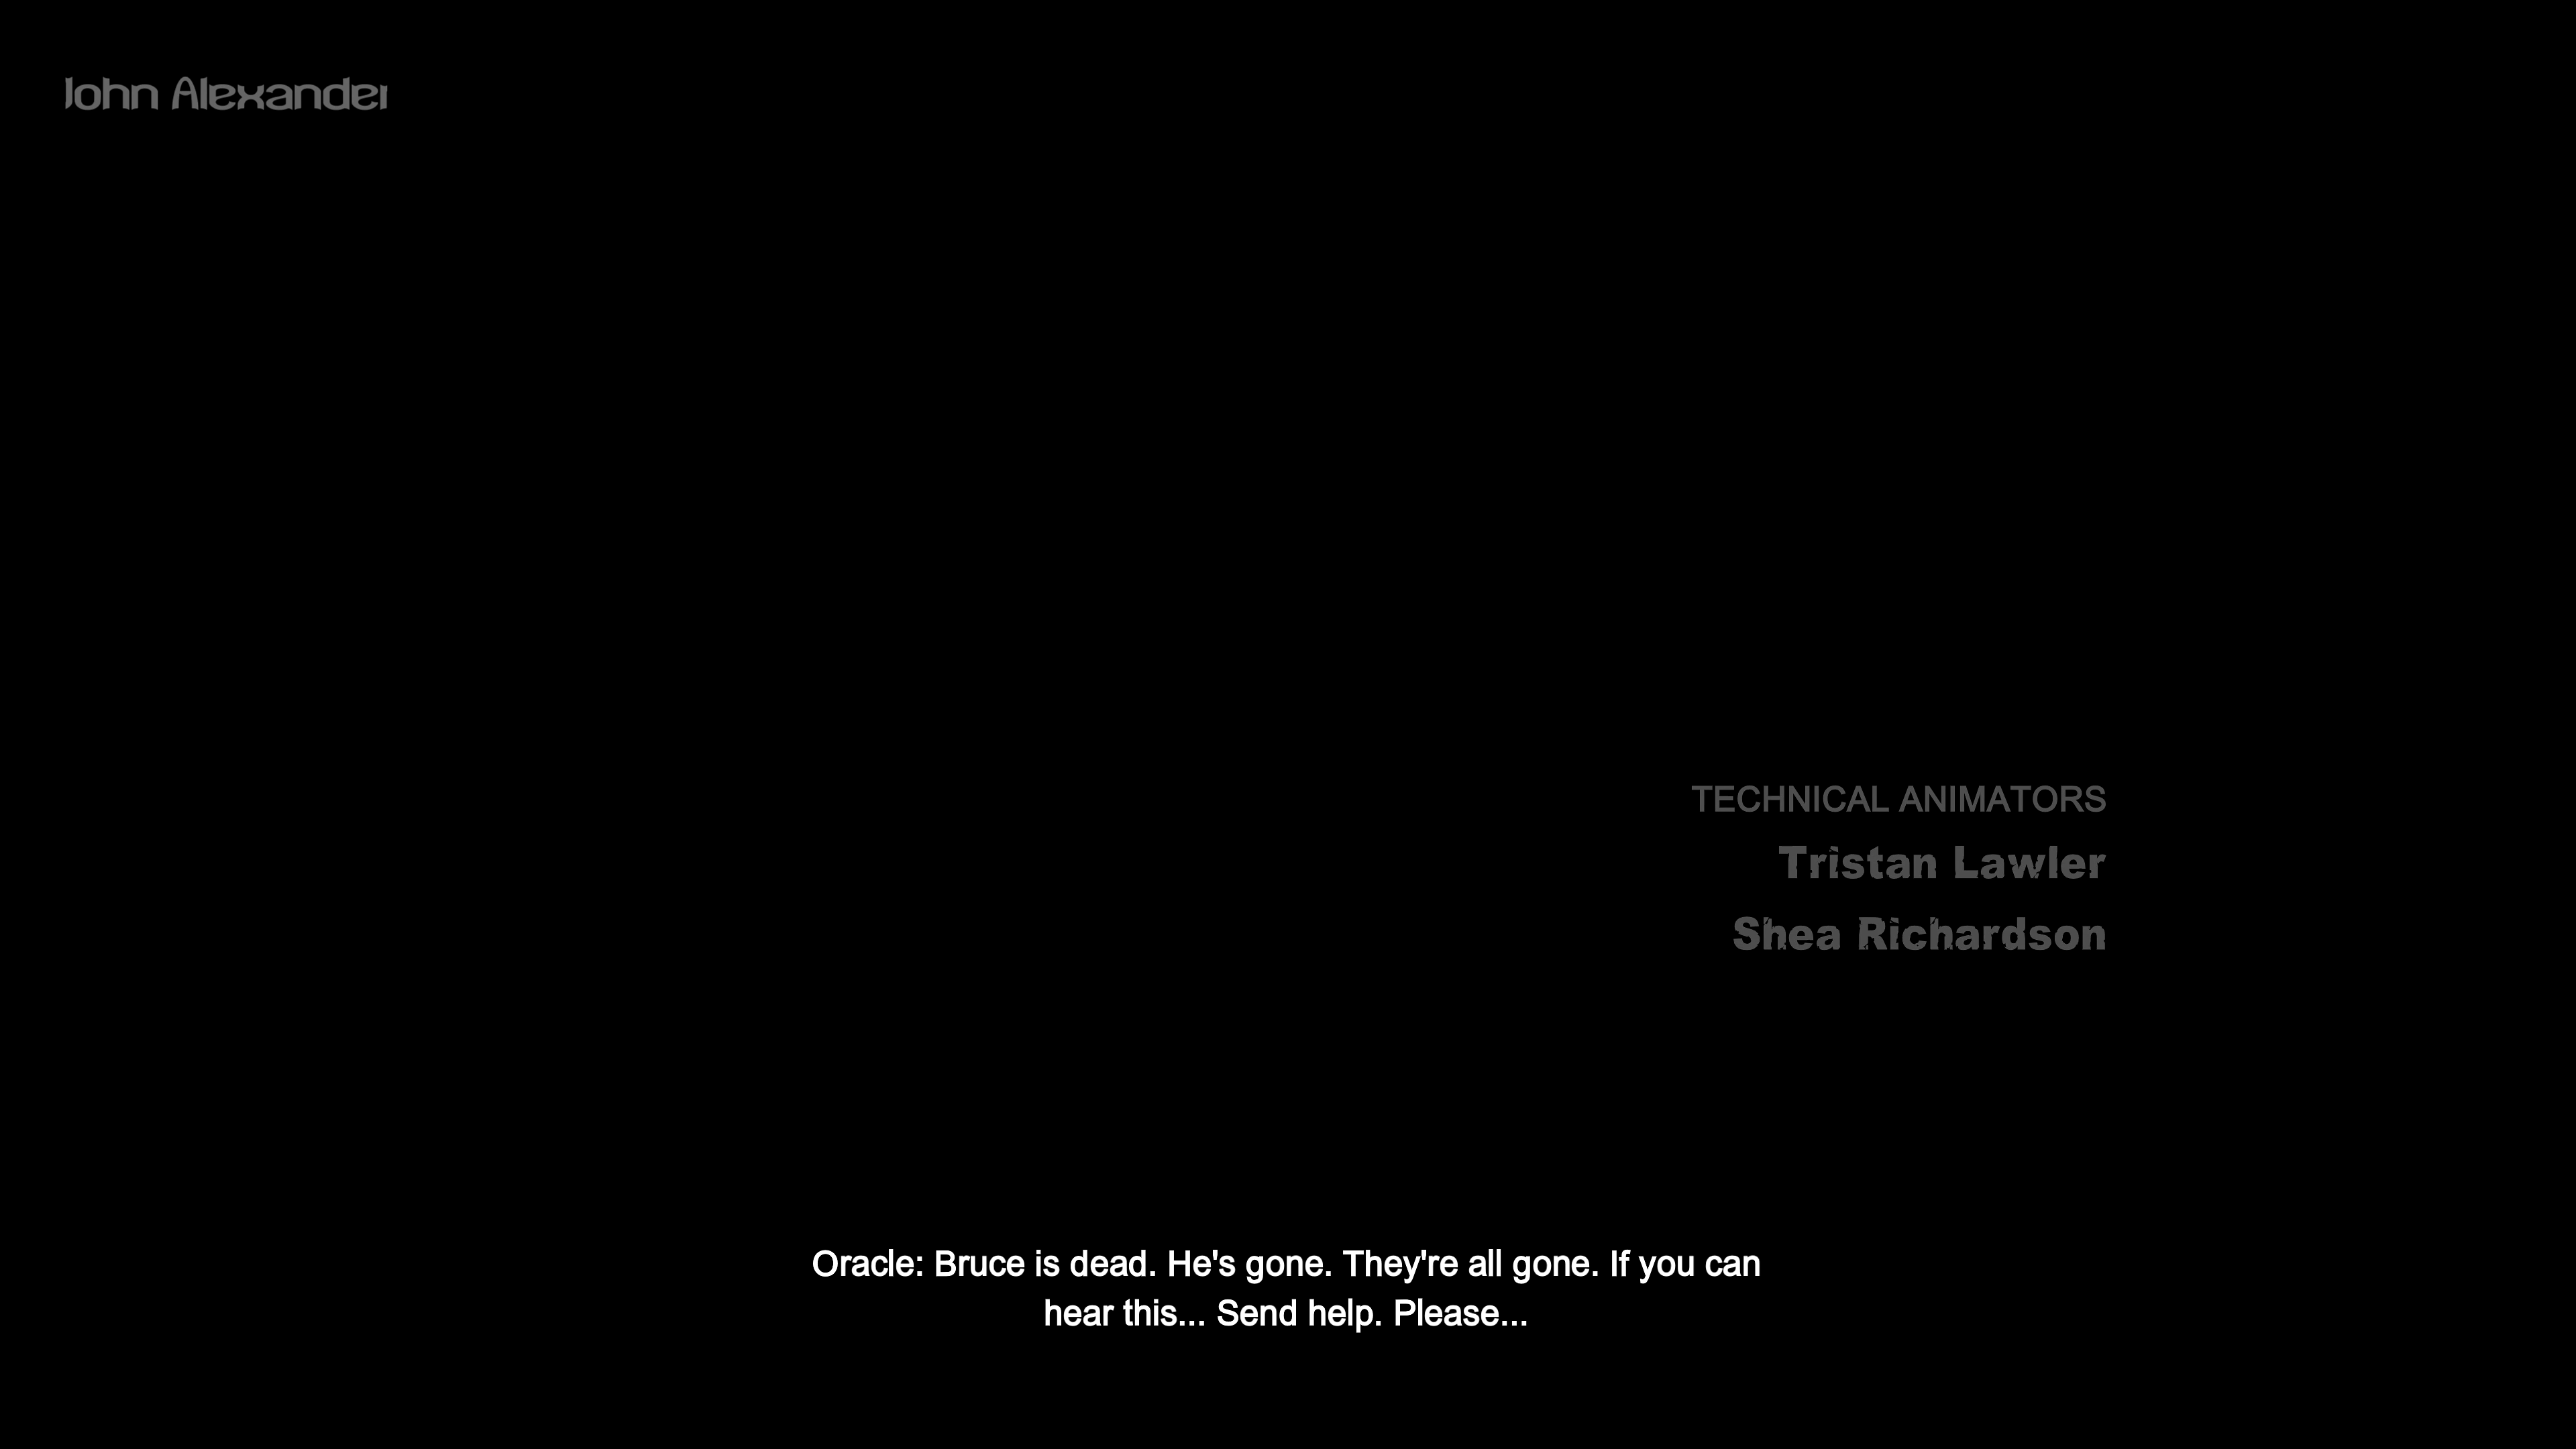 John Alexander
TECHNICAL ANIMATORS
Tristan Lawler
Shea Richardson
Oracle: Bruce is dead. He's gone. They're all gone. If you can
hear this... Send help. Please...